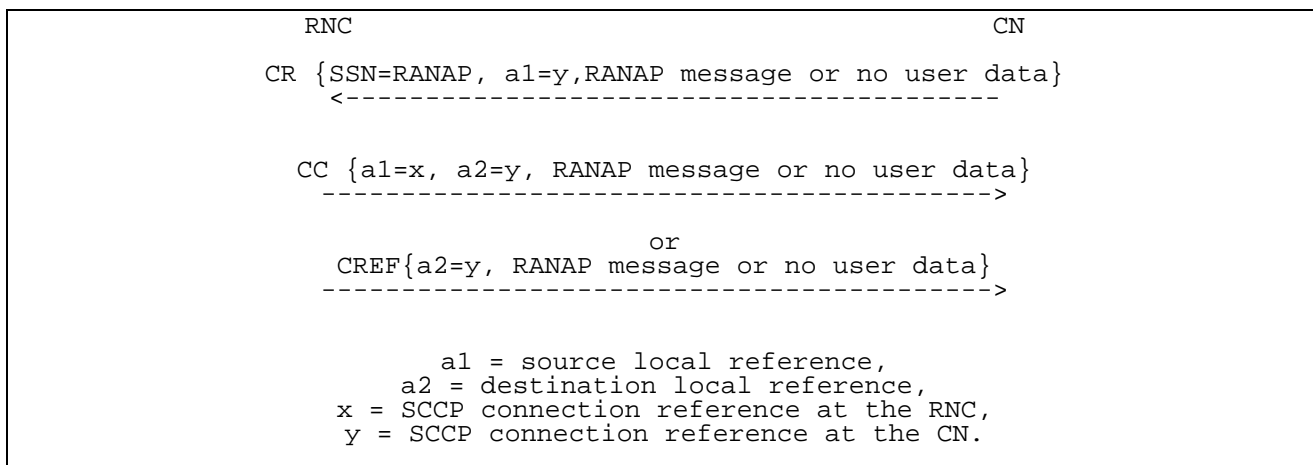 RNC CN
CR {SSN=RANAP, a1=y,RANAP message or no user data}
<-----------------------------------------
CC {a1=x, a2=y, RANAP message or no user data}
------------------------------------------>
or
CREF{a2=y, RANAP message or no user data}
------------------------------------------>
a1 = source local reference,
a2 = destination local reference,
x = SCCP connection reference at the RNC,
y = SCCP connection reference at the CN.